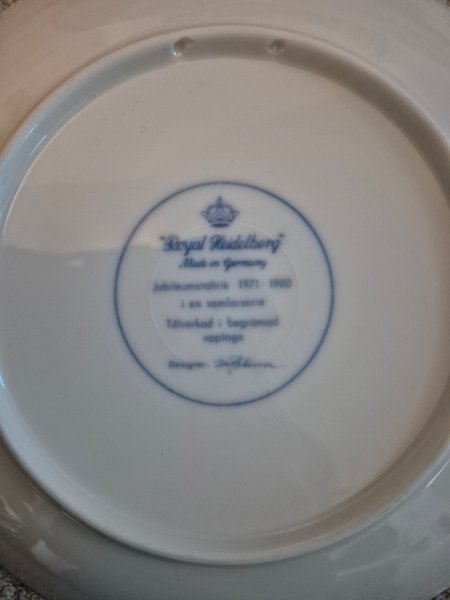 "Royal Heidelberg"
Made in Germany
Jubileumstallrik 1971-1980
i en samlarserie
Tillverkad i begränsad
upplaga
Designer: